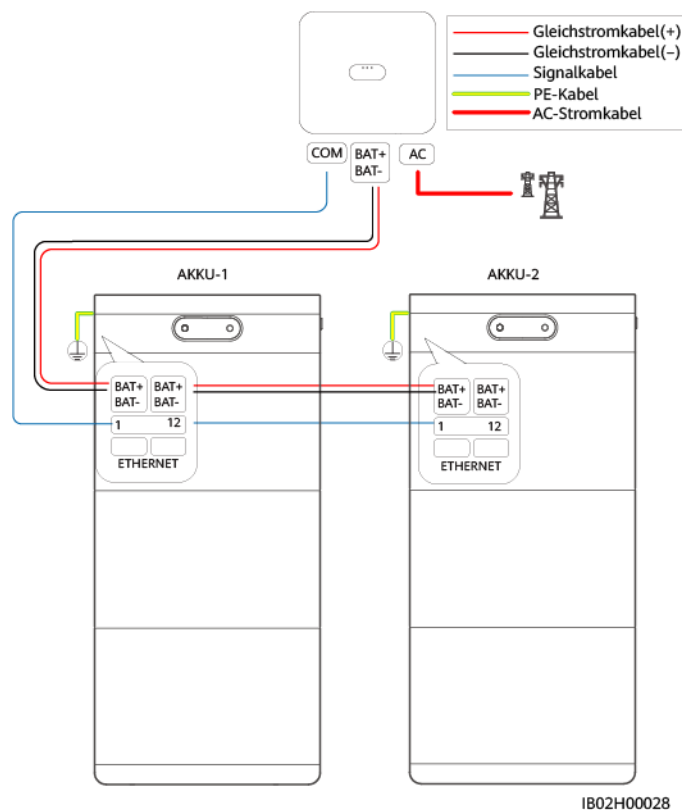 Gleichstromkabel(+)
Gleichstromkabel(–)
Signalkabel
PE-Kabel
AC-Stromkabel
COM
BAT+
BAT-
AC
AKKU-1
AKKU-2
BAT+ BAT+
BAT- BAT-
1 12
ETHERNET
BAT+ BAT+
BAT- BAT-
1 12
ETHERNET
IB02H00028